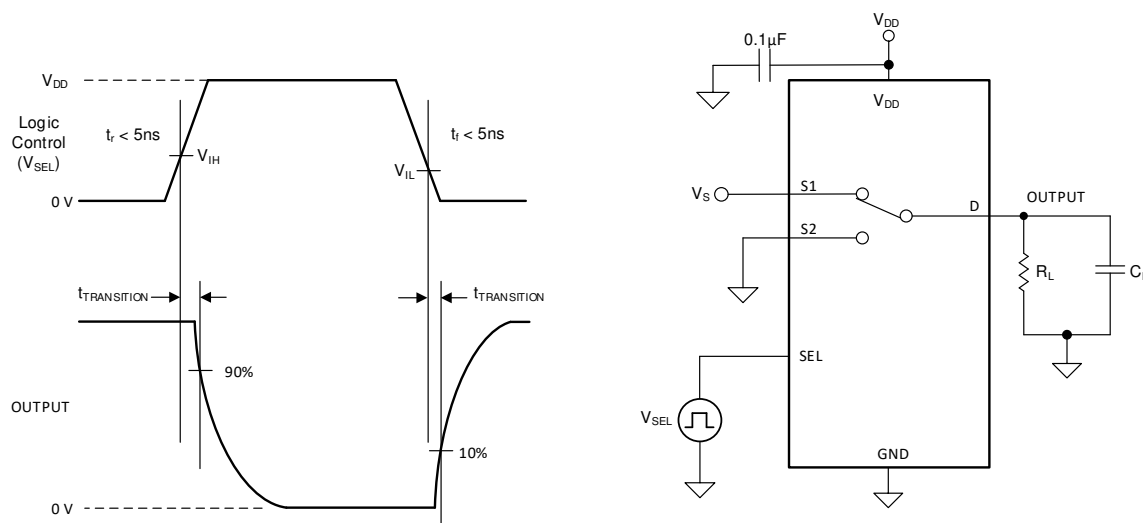 V_DD
Logic
Control
(V_SEL)
t_r < 5ns
V_IH
t_f < 5ns
V_IL
0 V
t_TRANSITION
t_TRANSITION
90%
OUTPUT
10%
0 V
V_DD
0.1µF
V_DD
V_S
S1
S2
D
OUTPUT
R_L
SEL
V_SEL
GND